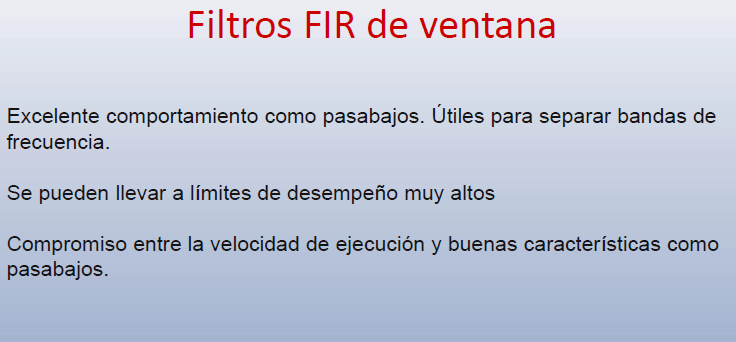 Filtros FIR de ventana
Excelente comportamiento como pasabajos. Útiles para separar bandas de
frecuencia.
Se pueden llevar a límites de desempeño muy altos
Compromiso entre la velocidad de ejecución y buenas características como
pasabajos.